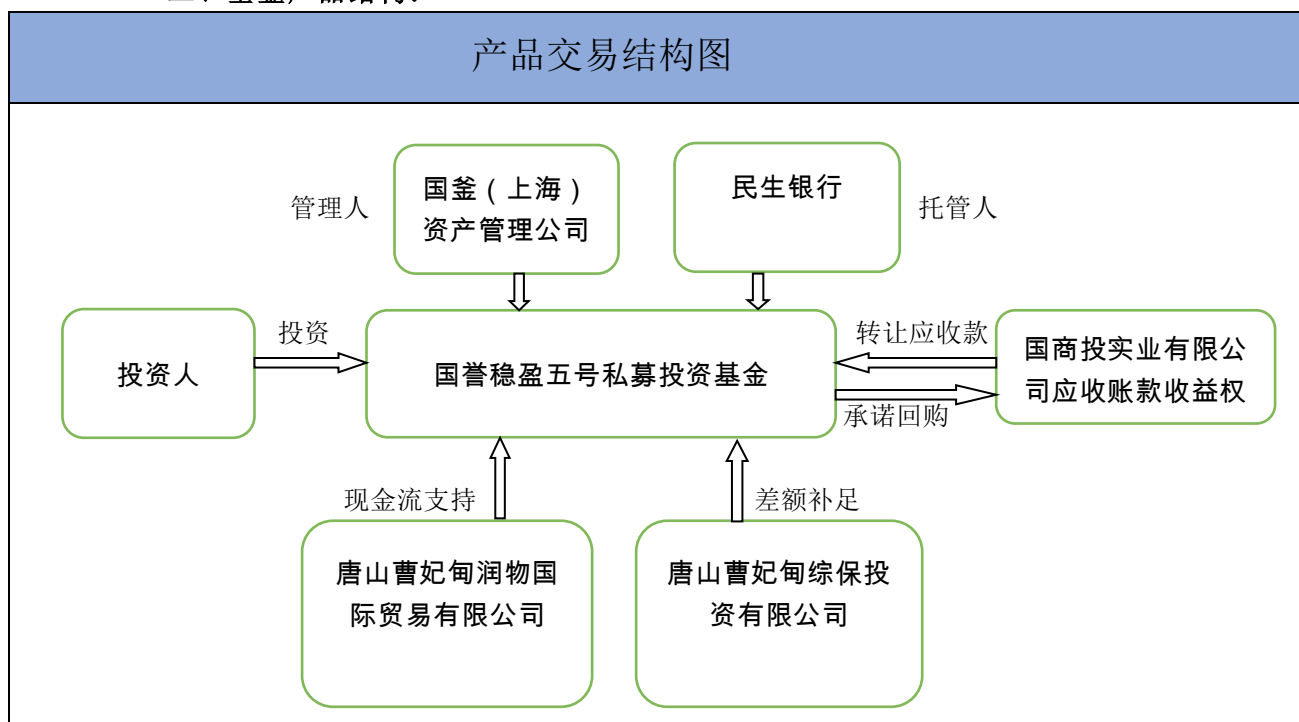 产品交易结构图
管理人
国釜（上海）
资产管理公司
民生银行
托管人
投资人
投资
国誉稳盈五号私募投资基金
转让应收款
承诺回购
国商投实业有限公
司应收账款收益权
现金流支持
差额补足
唐山曹妃甸润物国
际贸易有限公司
唐山曹妃甸综保投
资有限公司